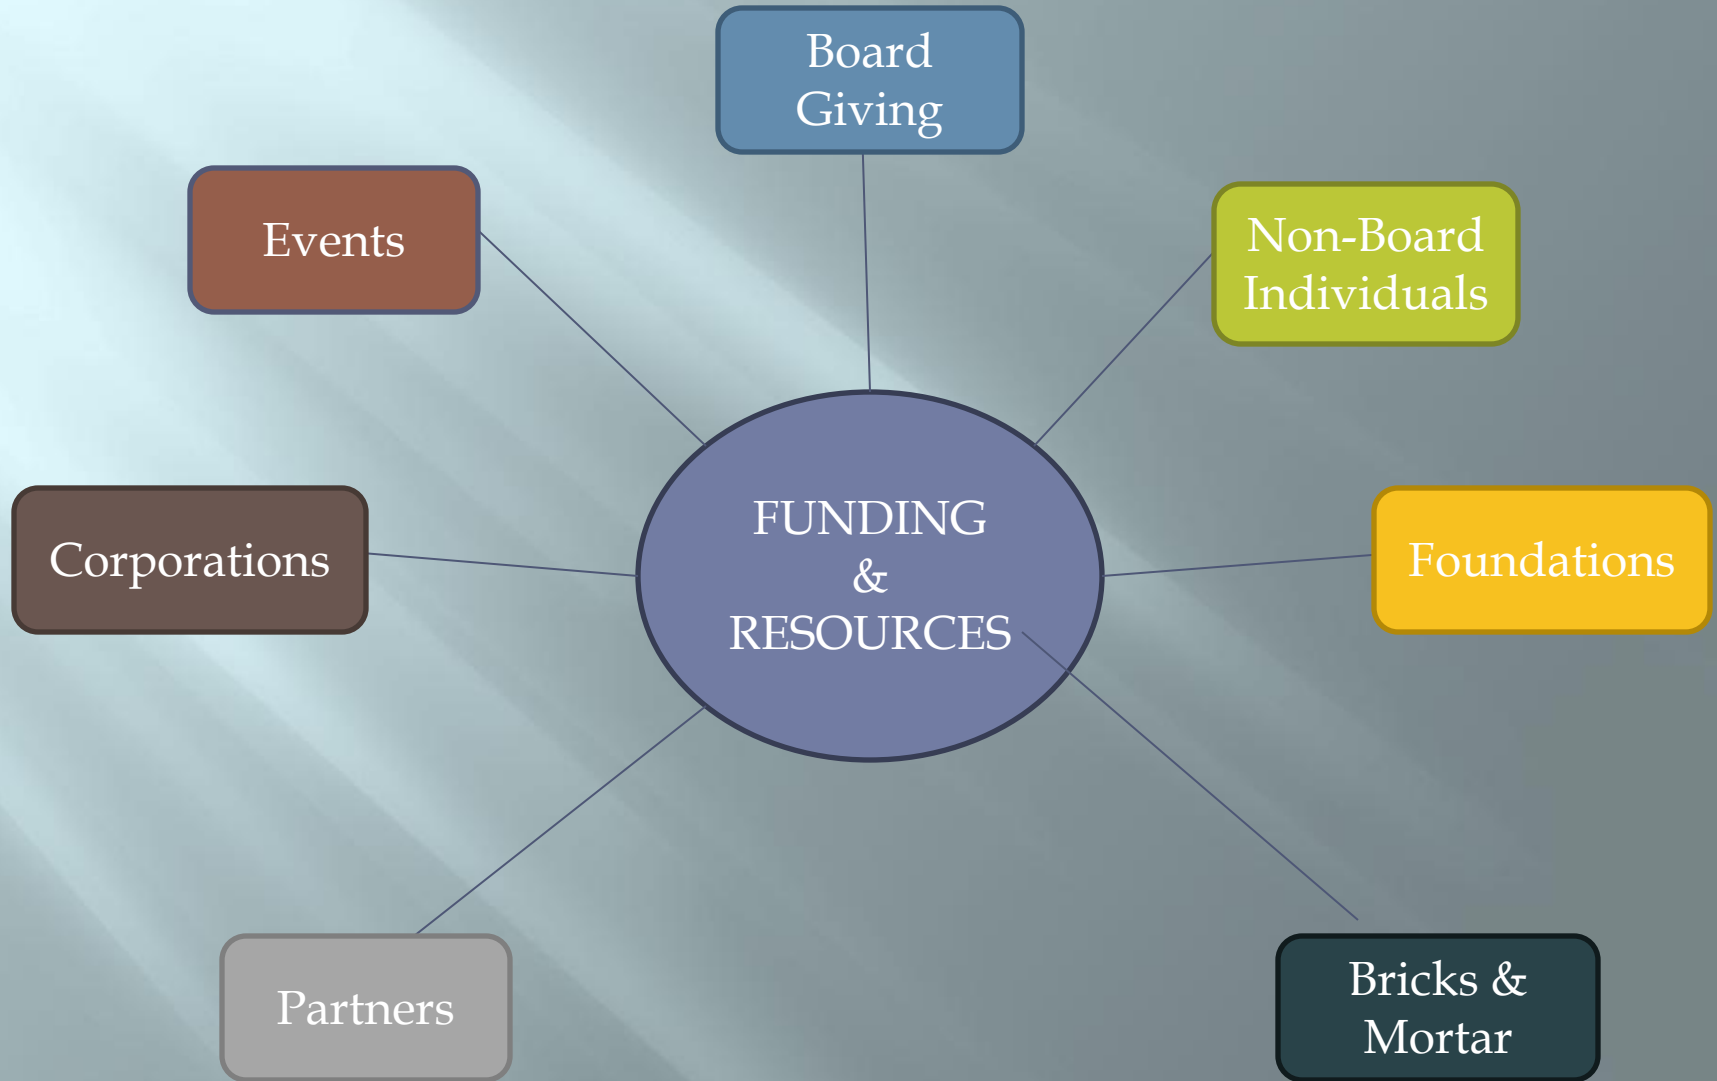 Board
Giving
Events
Non-Board
Individuals
FUNDING
&
RESOURCES
Corporations
Foundations
Partners
Bricks &
Mortar